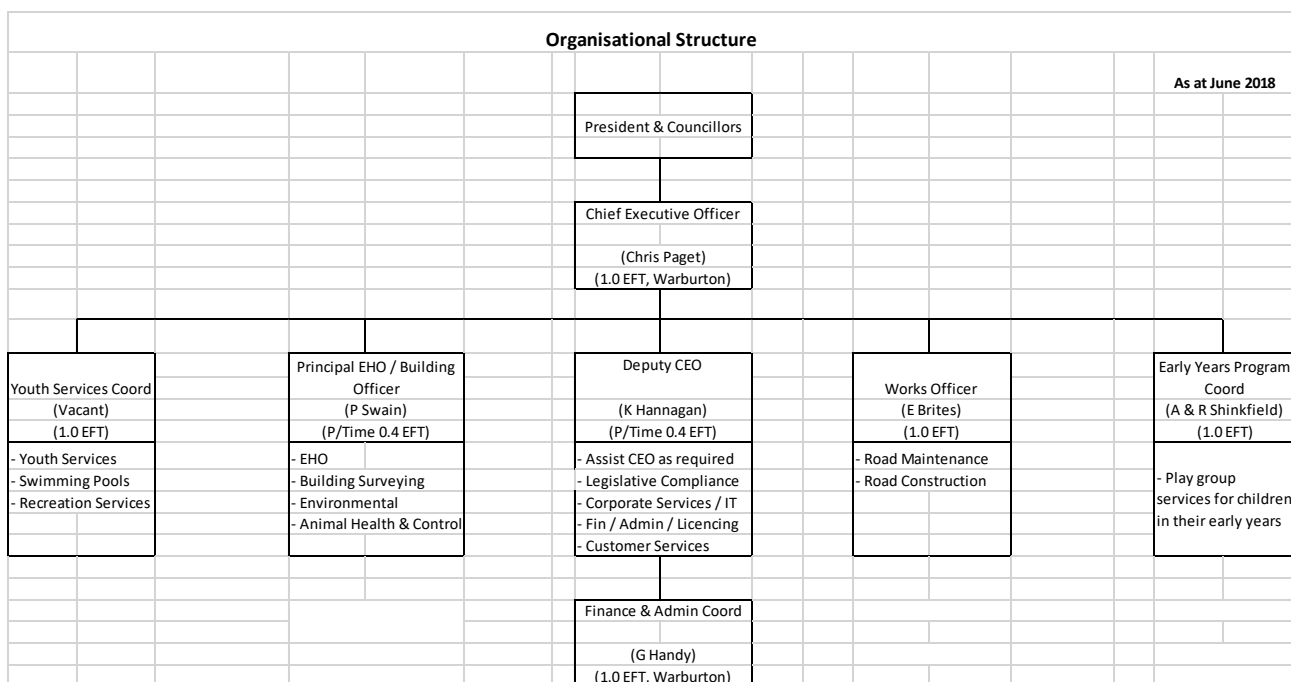 Organisational Structure
As at June 2018
President & Councillors
Chief Executive Officer
(Chris Paget)
(1.0 EFT, Warburton)
Youth Services Coord
(Vacant)
(1.0 EFT)
- Youth Services
- Swimming Pools
- Recreation Services
Principal EHO / Building
Officer
(P Swain)
(P/Time 0.4 EFT)
- EHO
- Building Surveying
- Environmental
- Animal Health & Control
Deputy CEO
(K Hannagan)
(P/Time 0.4 EFT)
- Assist CEO as required
- Legislative Compliance
- Corporate Services / IT
- Fin / Admin / Licencing
- Customer Services
Works Officer
(E Brites)
(1.0 EFT)
- Road Maintenance
- Road Construction
Early Years Program
Coord
(A & R Shinkfield)
(1.0 EFT)
- Play group
services for children
in their early years
Finance & Admin Coord
(G Handy)
(1.0 EFT, Warburton)